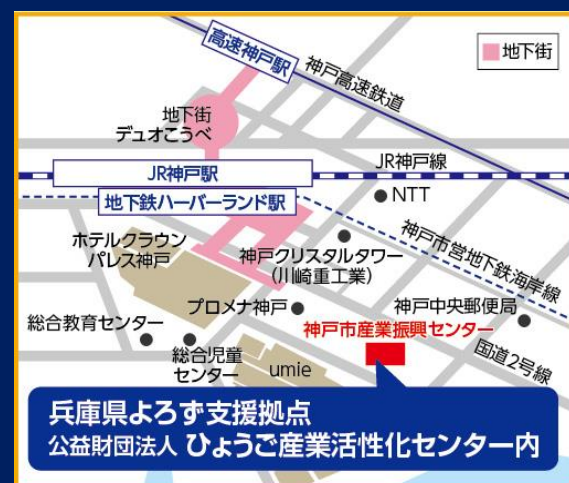 高速神戸駅
神戸高速鉄道
地下街
地下街
デュオこうべ
JR神戸線
JR神戸駅
地下鉄ハーバーランド駅
NTT
ホテルクラウン
パレス神戸
神戸クリスタルタワー
(川崎重工業)
神戸市営地下鉄海岸線
プロメナ神戸
神戸中央郵便局
総合教育センター
神戸市産業振興センター
総合児童
センター
umie
国道2号線
兵庫県よろず支援拠点
公益財団法人 ひょうご産業活性化センター内